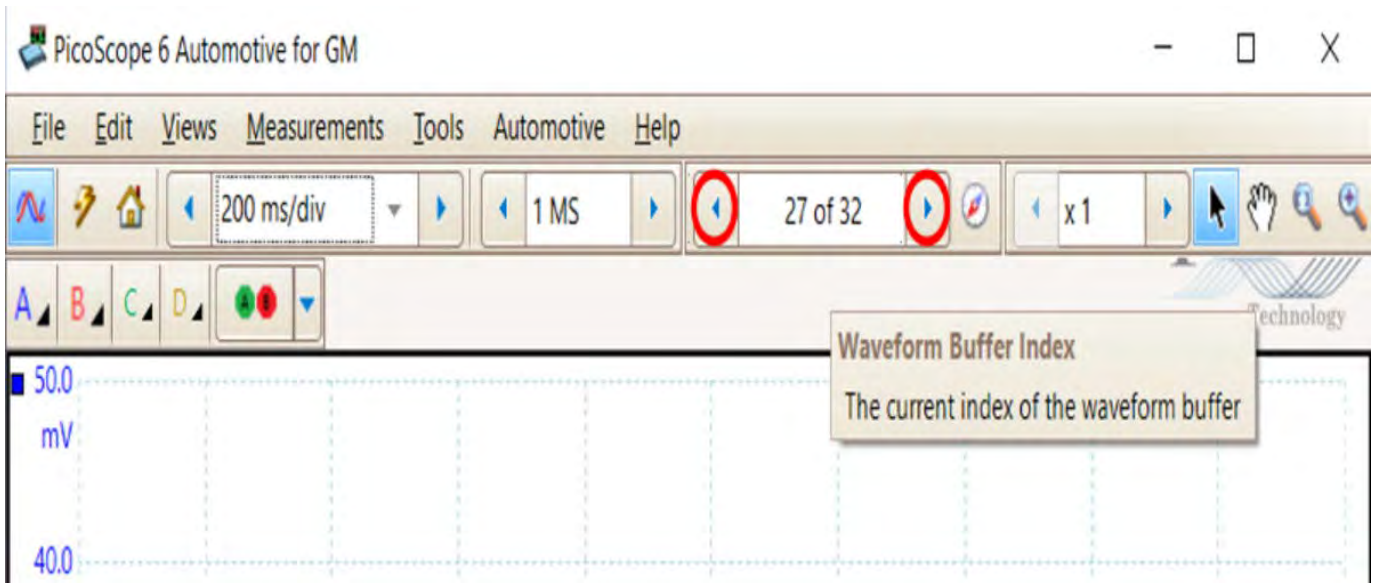 PicoScope 6 Automotive for GM
File Edit Views Measurements Tools Automotive Help
200 ms/div 1 MS 27 of 32 x 1
A B C D A B
Technology
Waveform Buffer Index
The current index of the waveform buffer
50.0
mV
40.0